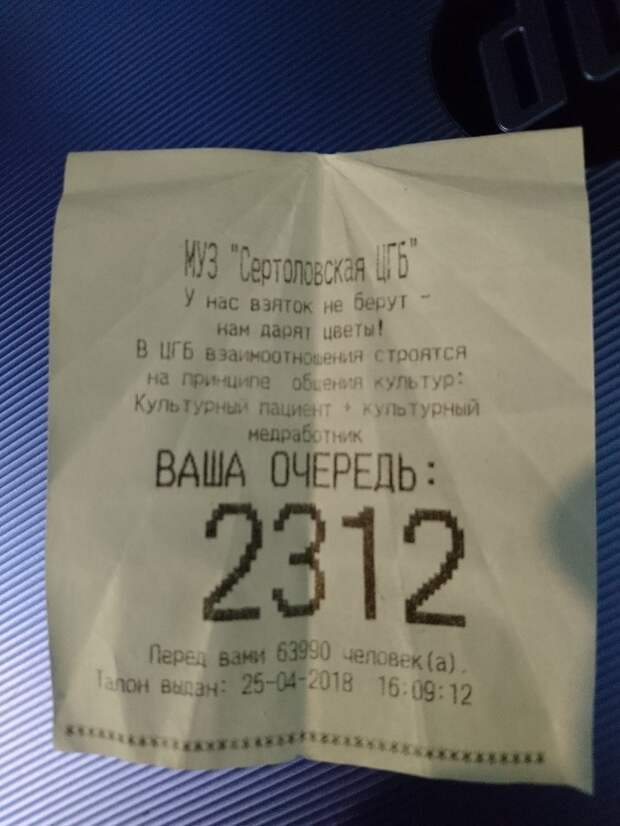 МУЗ "Сертоловская ЦГБ"
У нас взяток не берут -
нам дарят цветы!
В ЦГБ взаимоотношения строятся
на принципе общения культур:
Культурный пациент + культурный
медработник
ВАША ОЧЕРЕДЬ:
2312
Перед вами 63990 человек(а).
Талон выдан: 25-04-2018 16:09:12